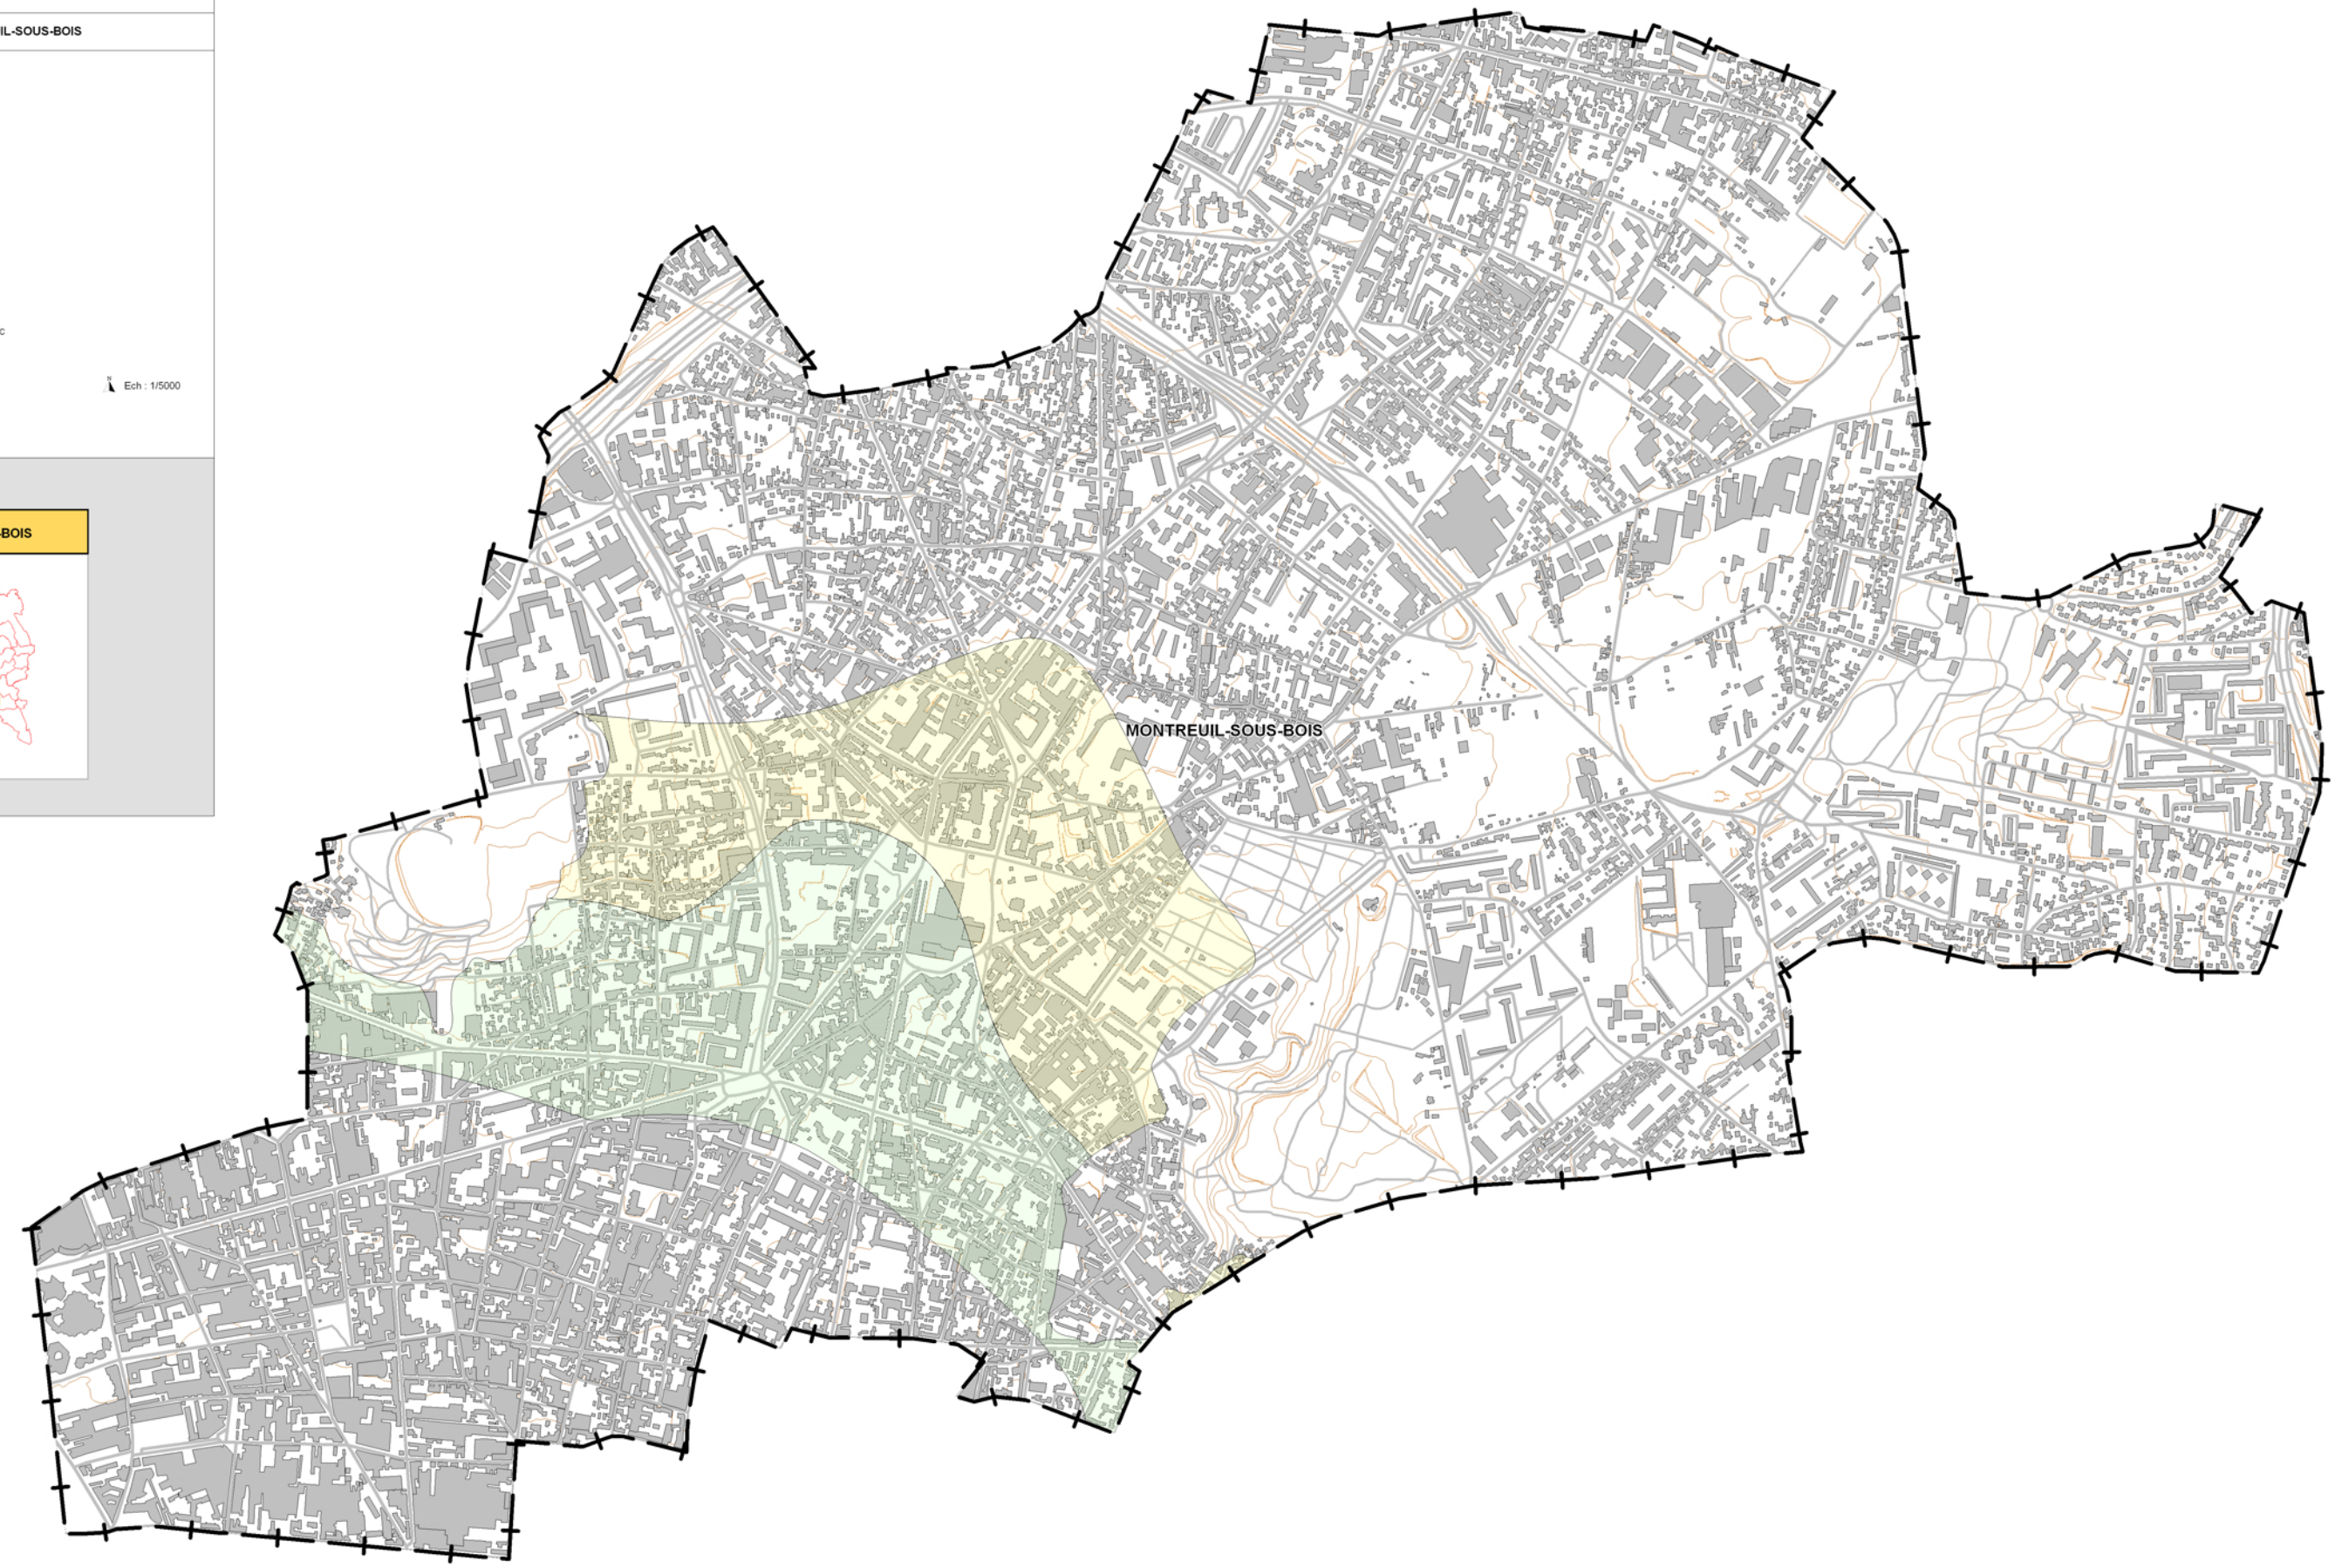 IL-SOUS-BOIS
c
N
Ech : 1/5000
-BOIS
MONTREUIL-SOUS-BOIS